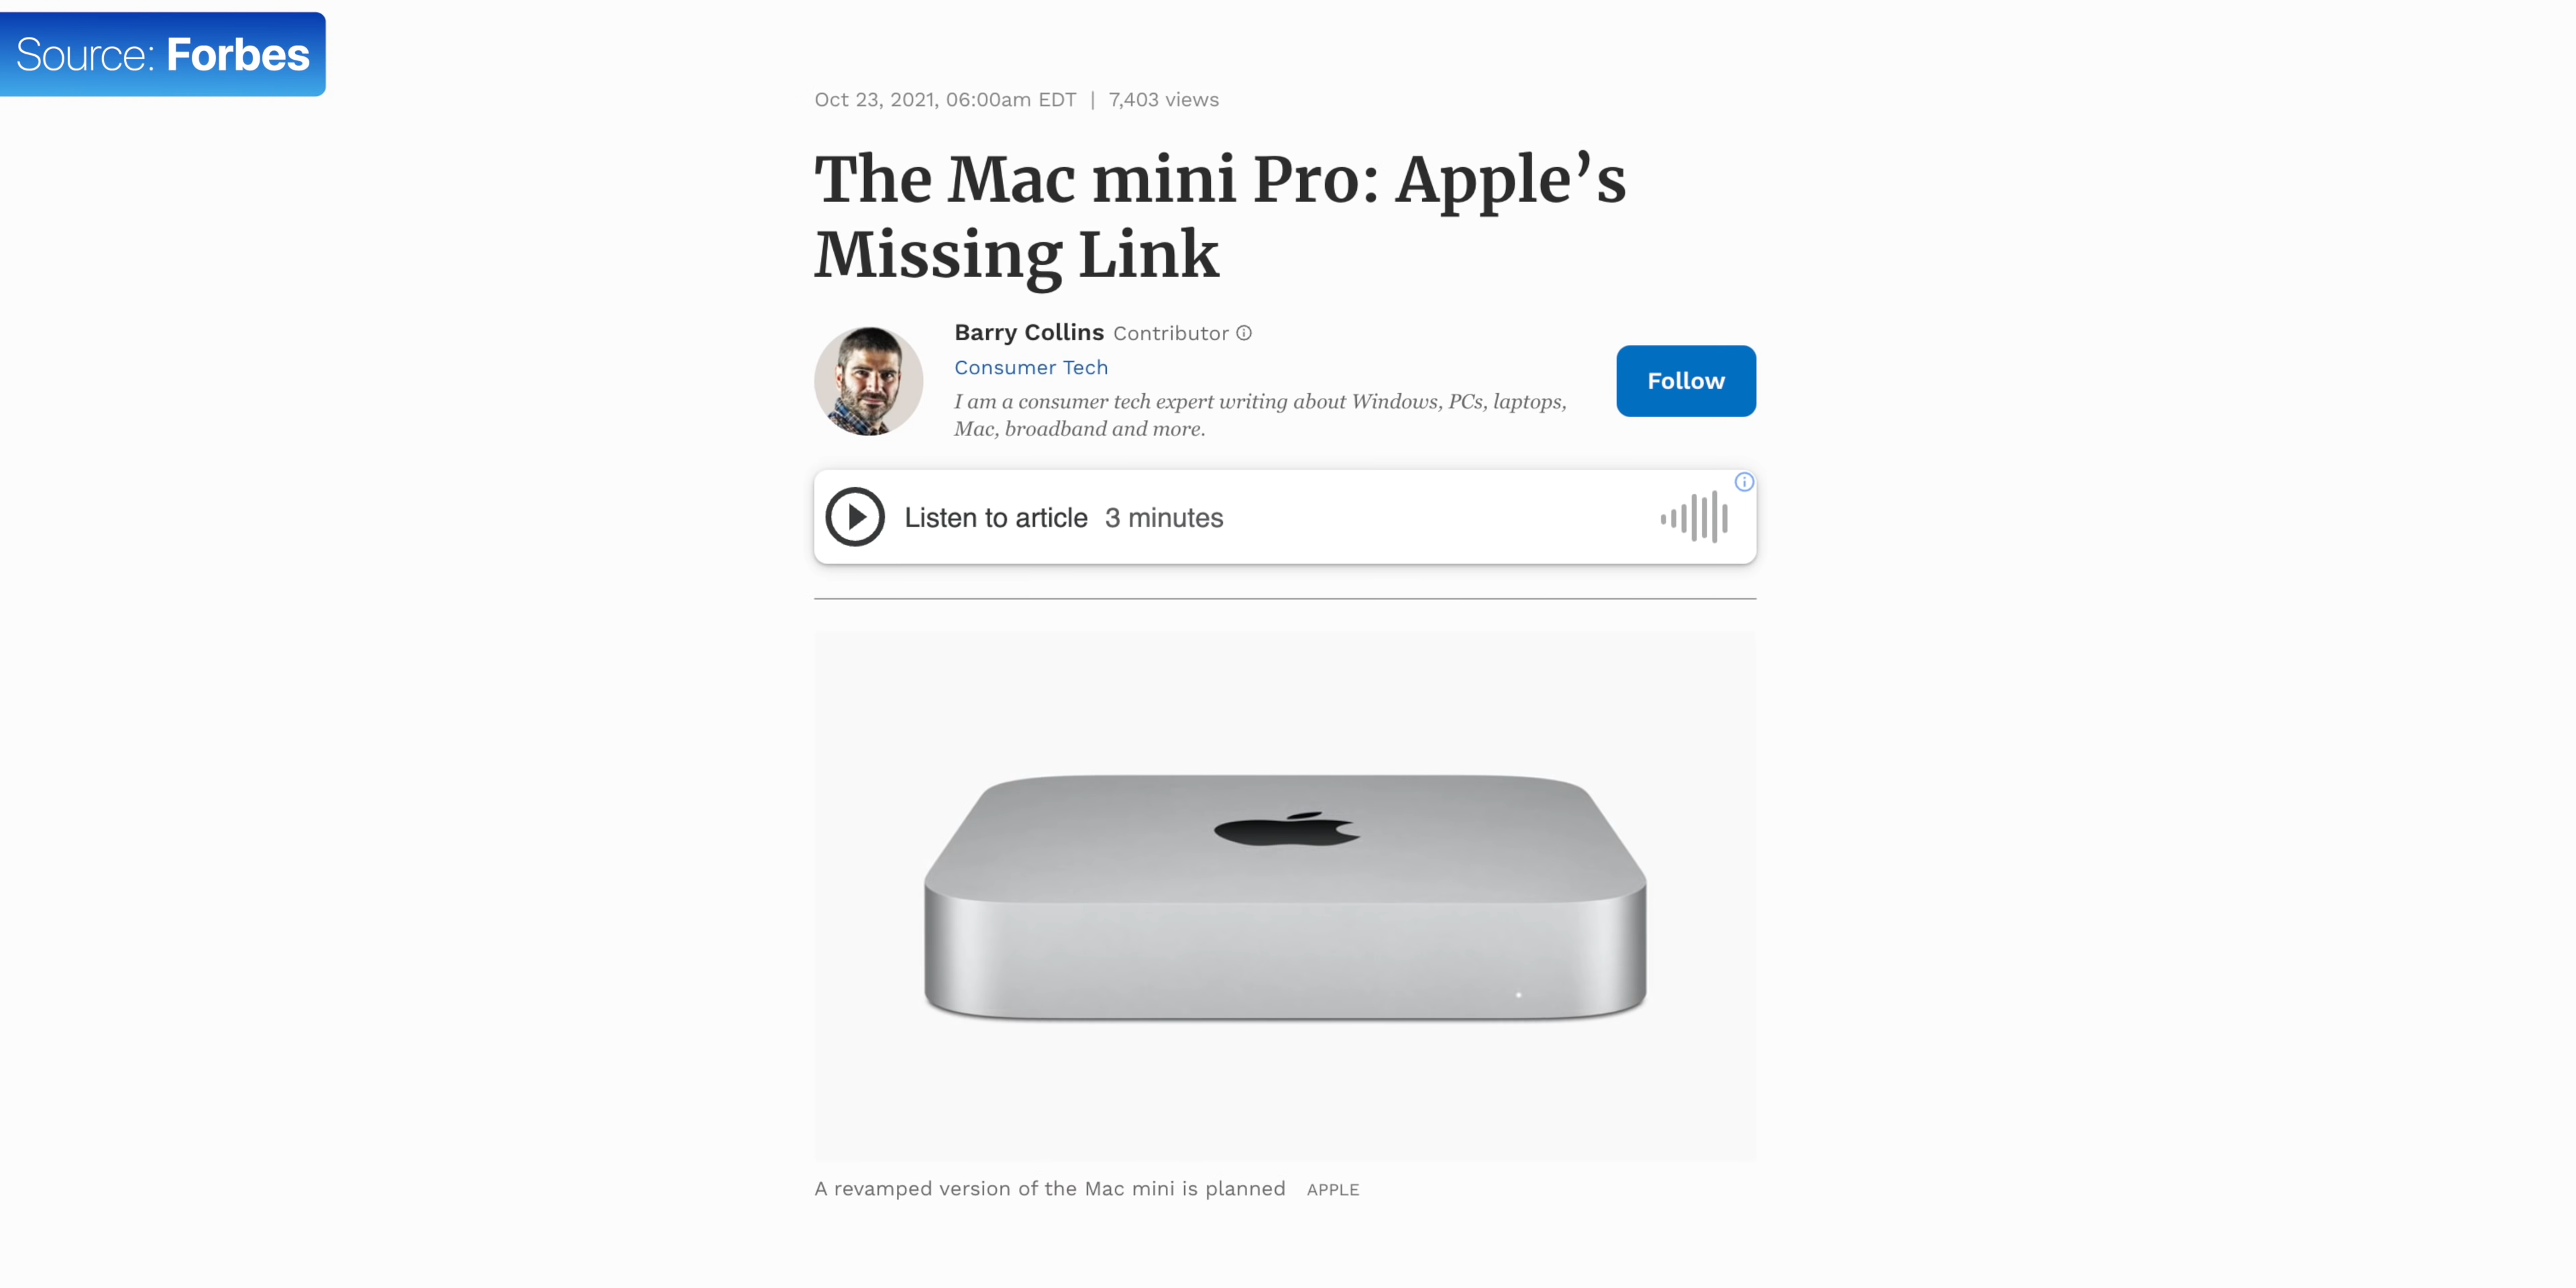 Source: Forbes
Oct 23, 2021, 06:00am EDT | 7,403 views
The Mac mini Pro: Apple’s
Missing Link
Barry Collins Contributor
Consumer Tech
I am a consumer tech expert writing about Windows, PCs, laptops,
Mac, broadband and more.
Follow
Listen to article 3 minutes
A revamped version of the Mac mini is planned APPLE